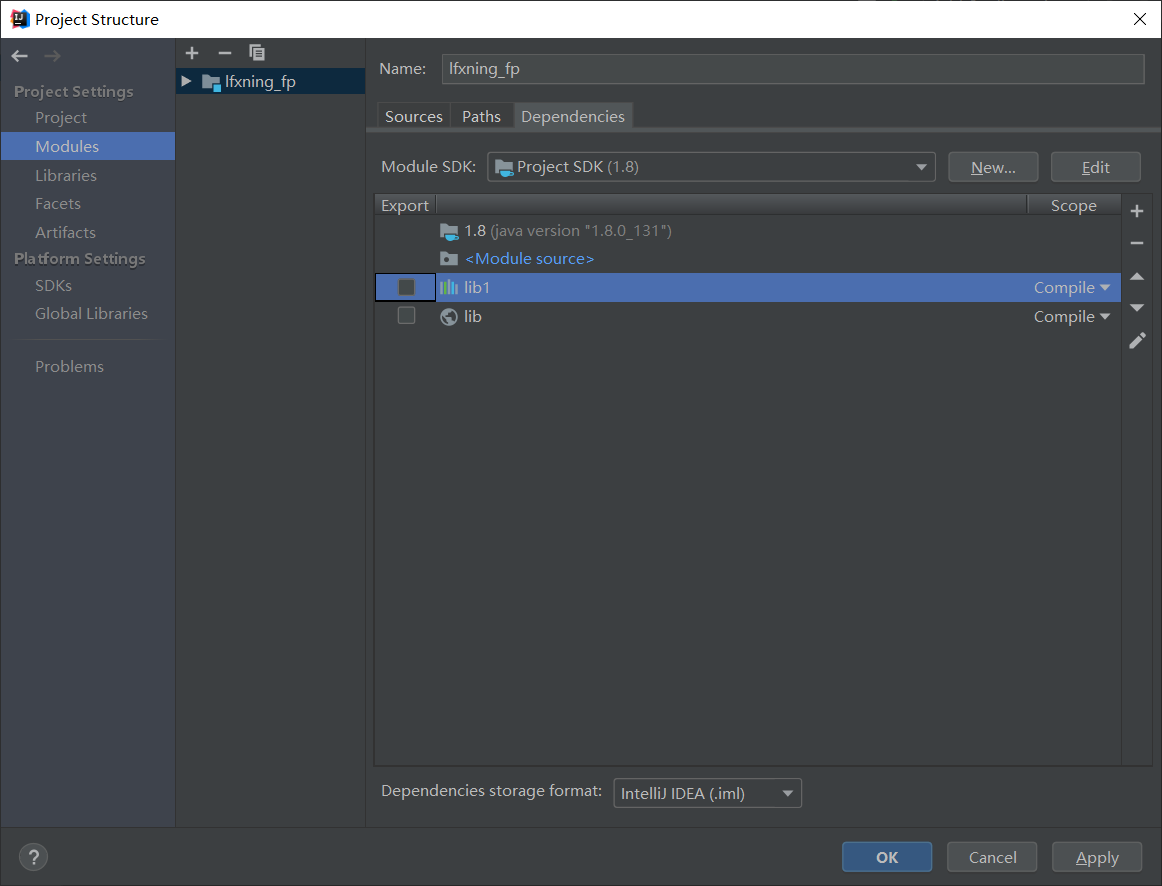 Project Structure
Project Settings
Project
Modules
Libraries
Facets
Artifacts
Platform Settings
SDKs
Global Libraries
Problems
lfxning_fp
Name: lfxning_fp
Sources Paths Dependencies
Module SDK: Project SDK (1.8) New... Edit
Export Scope
1.8 (java version "1.8.0_131")
<Module source>
lib1 Compile
lib Compile
Dependencies storage format: IntelliJ IDEA (.iml)
? OK Cancel Apply